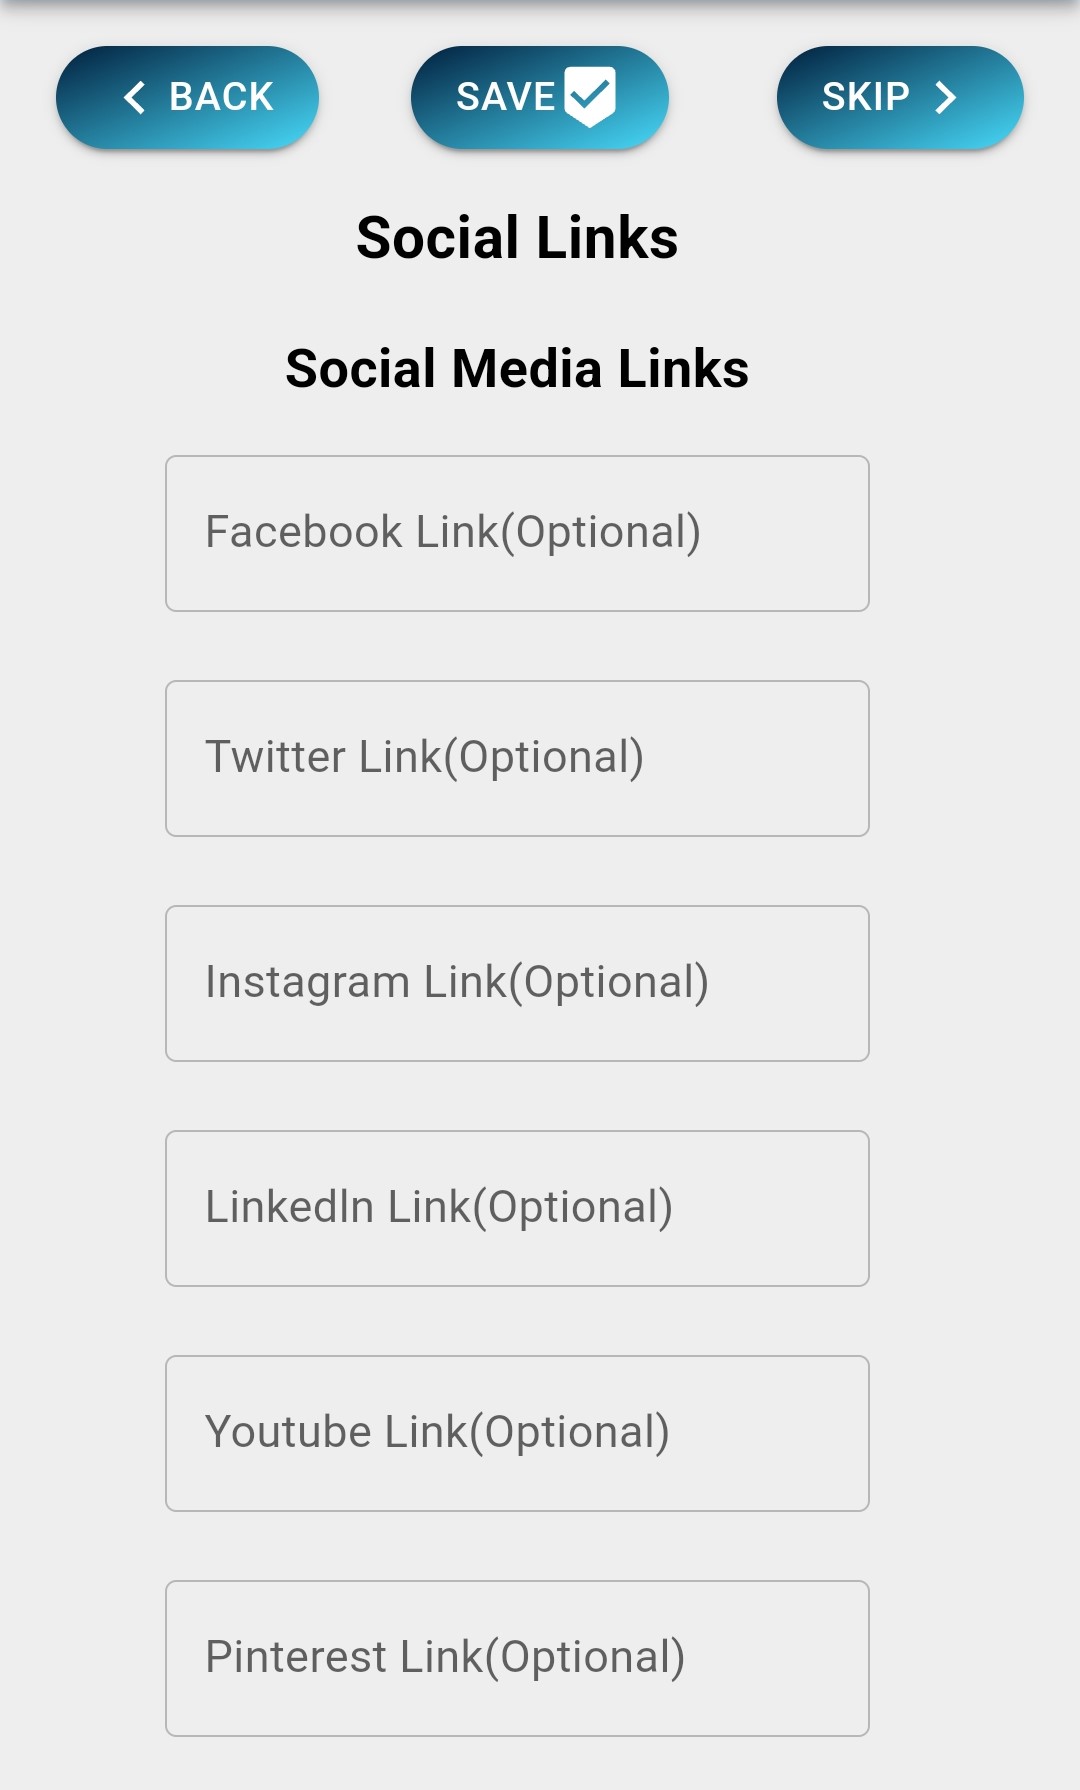 BACK SAVE SKIP
Social Links
Social Media Links
Facebook Link(Optional)
Twitter Link(Optional)
Instagram Link(Optional)
LinkedIn Link(Optional)
Youtube Link(Optional)
Pinterest Link(Optional)